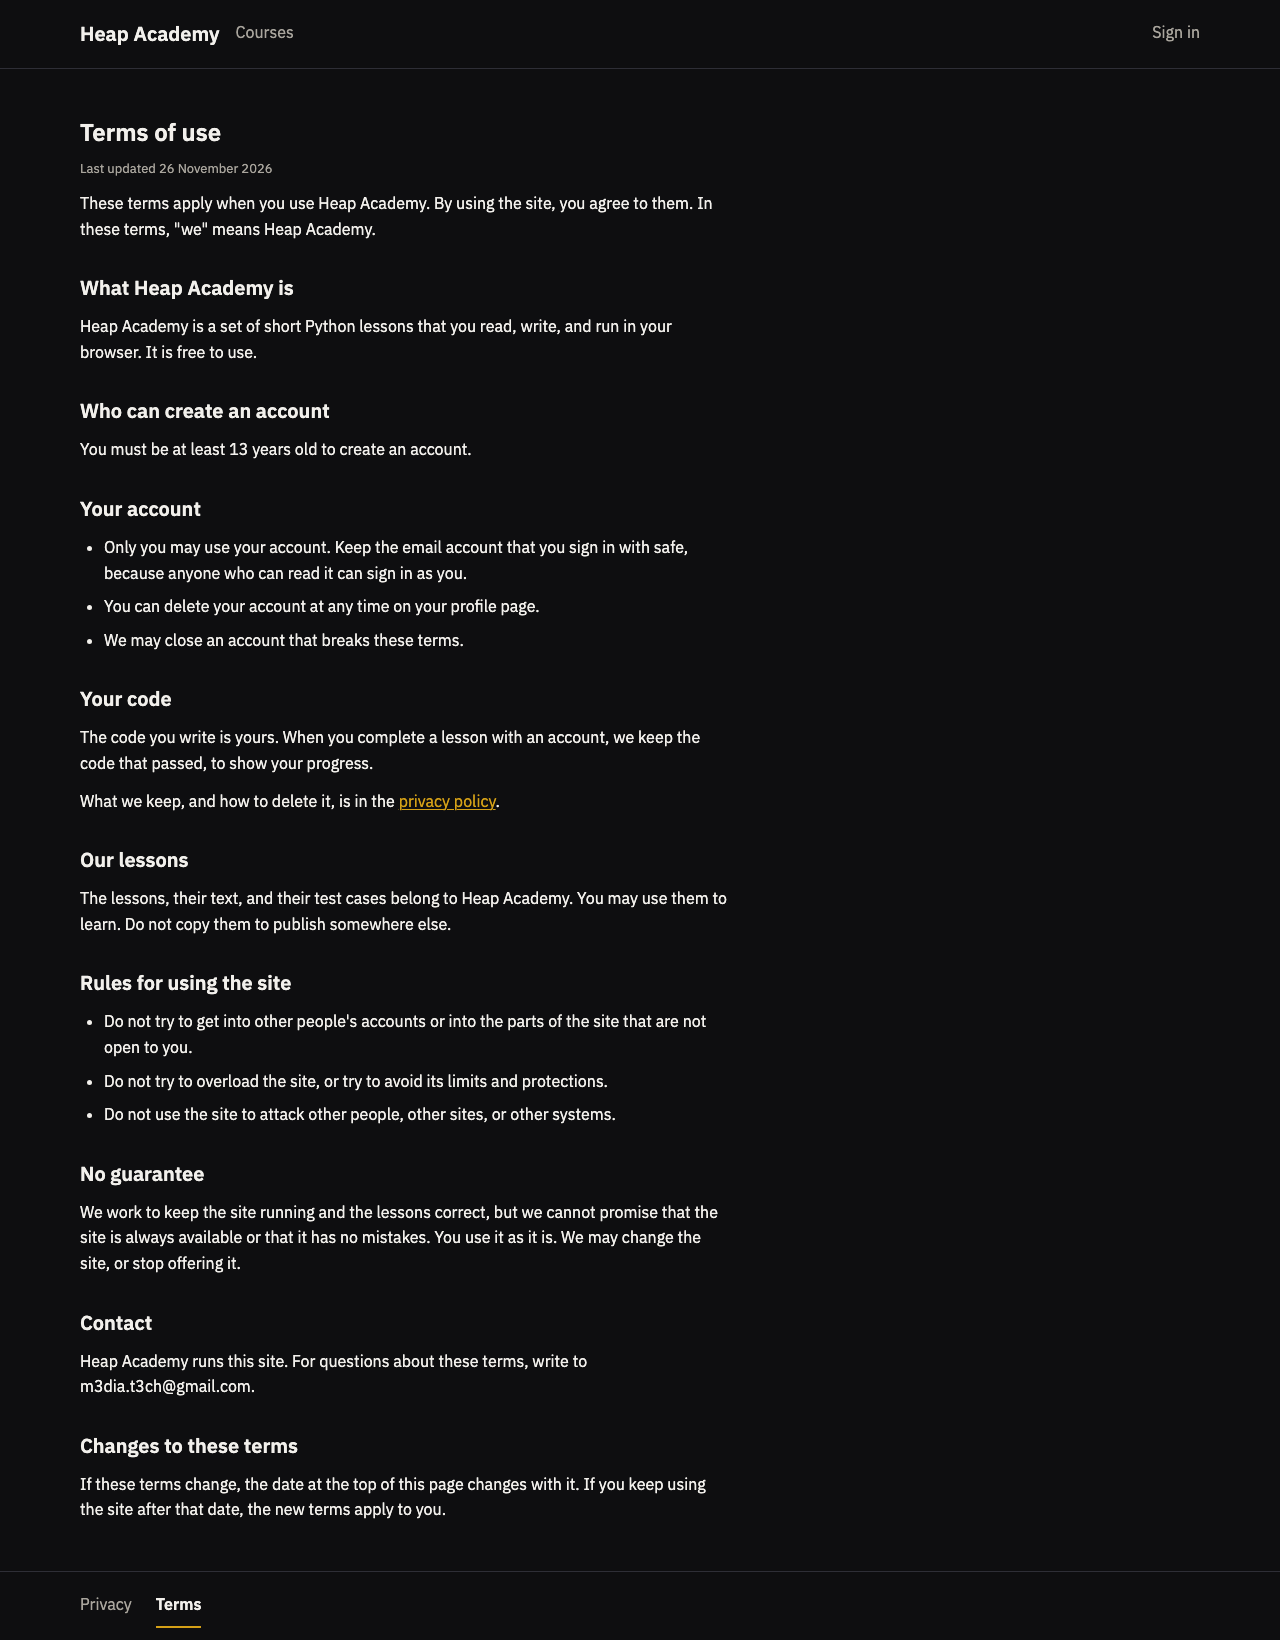 Heap Academy Courses Sign in
Terms of use
Last updated 26 November 2026
These terms apply when you use Heap Academy. By using the site, you agree to them. In
these terms, "we" means Heap Academy.
What Heap Academy is
Heap Academy is a set of short Python lessons that you read, write, and run in your
browser. It is free to use.
Who can create an account
You must be at least 13 years old to create an account.
Your account
• Only you may use your account. Keep the email account that you sign in with safe,
because anyone who can read it can sign in as you.
• You can delete your account at any time on your profile page.
• We may close an account that breaks these terms.
Your code
The code you write is yours. When you complete a lesson with an account, we keep the
code that passed, to show your progress.
What we keep, and how to delete it, is in the privacy policy.
Our lessons
The lessons, their text, and their test cases belong to Heap Academy. You may use them to
learn. Do not copy them to publish somewhere else.
Rules for using the site
• Do not try to get into other people's accounts or into the parts of the site that are not
open to you.
• Do not try to overload the site, or try to avoid its limits and protections.
• Do not use the site to attack other people, other sites, or other systems.
No guarantee
We work to keep the site running and the lessons correct, but we cannot promise that the
site is always available or that it has no mistakes. You use it as it is. We may change the
site, or stop offering it.
Contact
Heap Academy runs this site. For questions about these terms, write to
m3dia.t3ch@gmail.com.
Changes to these terms
If these terms change, the date at the top of this page changes with it. If you keep using
the site after that date, the new terms apply to you.
Privacy Terms